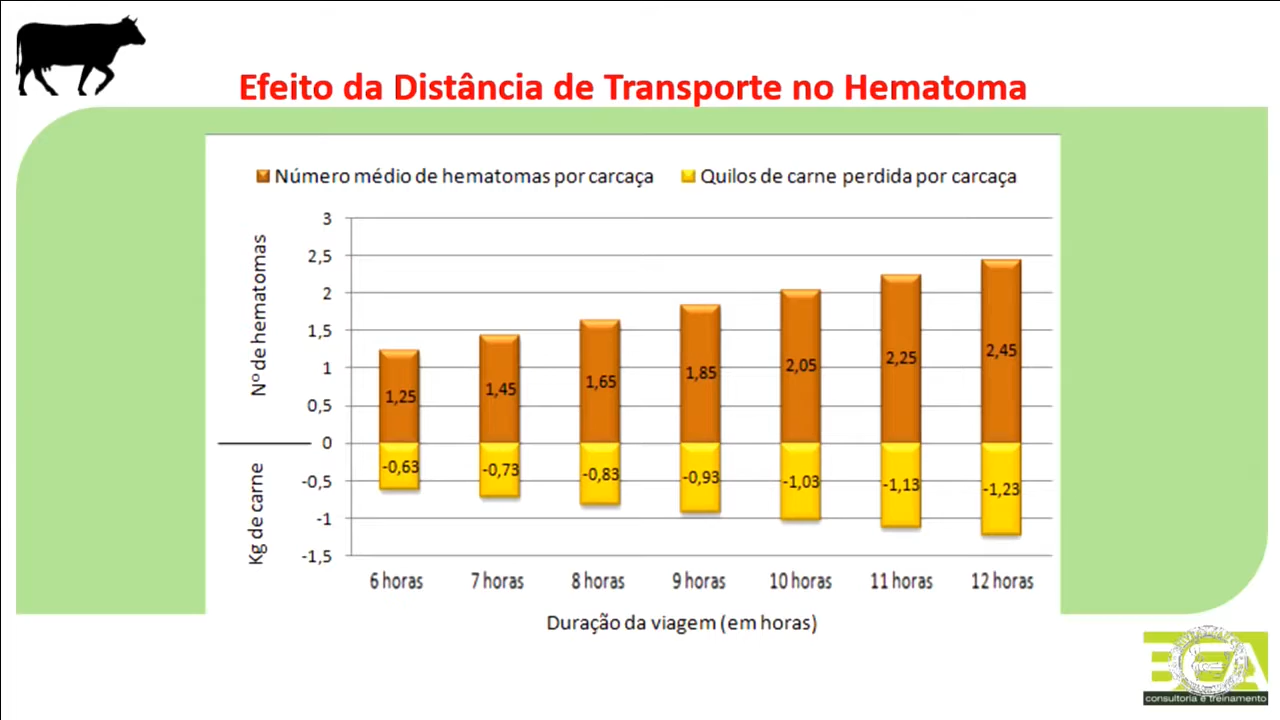 Efeito da Distância de Transporte no Hematoma
Número médio de hematomas por carcaça
Quilos de carne perdida por carcaça
Nº de hematomas
Kg de carne
3
2,5
2
1,5
1
0,5
0
-0,5
-1
-1,5
1,25 1,45 1,65 1,85 2,05 2,25 2,45
-0,63 -0,73 -0,83 -0,93 -1,03 -1,13 -1,23
6 horas 7 horas 8 horas 9 horas 10 horas 11 horas 12 horas
Duração da viagem (em horas)
BEA
consultoria e treinamento